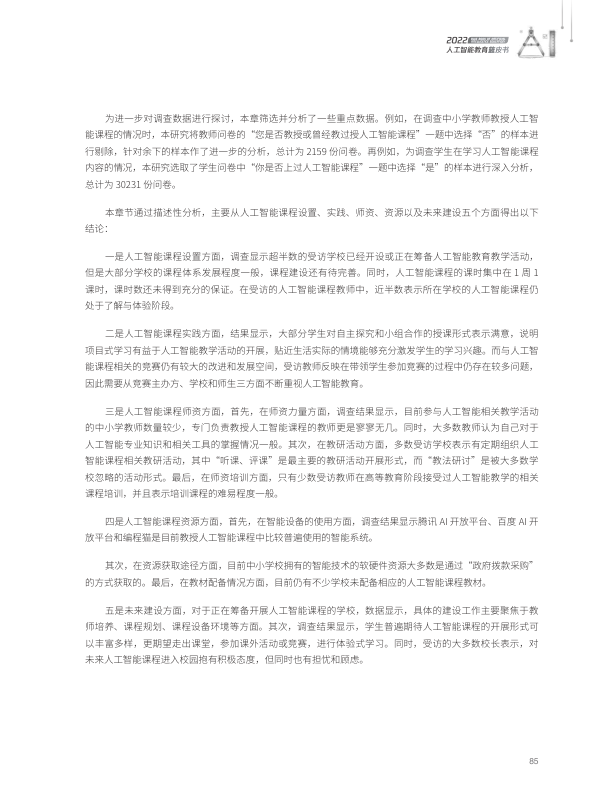 2022
人工智能教育蓝皮书
为进一步对调查数据进行探讨，本章筛选并分析了一些重点数据。例如，在调查中小学教师教授人工智
能课程的情况时，本研究将教师问卷的“您是否教授或曾经教过授人工智能课程”一题中选择“否”的样本进
行剔除，针对余下的样本作了进一步的分析，总计为 2159 份问卷。再例如，为调查学生在学习人工智能课程
内容的情况，本研究选取了学生问卷中“你是否上过人工智能课程”一题中选择“是”的样本进行深入分析，
总计为 30231 份问卷。
本章节通过描述性分析，主要从人工智能课程设置、实践、师资、资源以及未来建设五个方面得出以下
结论：
一是人工智能课程设置方面，调查显示超半数的受访学校已经开设或正在筹备人工智能教育教学活动，
但是大部分学校的课程体系发展程度一般，课程建设还有待完善。同时，人工智能课程的课时集中在 1 周 1
课时，课时数还未得到充分的保证。在受访的人工智能课程教师中，近半数表示所在学校的人工智能课程仍
处于了解与体验阶段。
二是人工智能课程实践方面，结果显示，大部分学生对自主探究和小组合作的授课形式表示满意，说明
项目式学习有益于人工智能教学活动的开展，贴近生活实际的情境能够充分激发学生的学习兴趣。而与人工智
能课程相关的竞赛仍有较大的改进和发展空间，受访教师反映在带领学生参加竞赛的过程中仍存在较多问题，
因此需要从竞赛主办方、学校和师生三方面不断重视人工智能教育。
三是人工智能课程师资方面，首先，在师资力量方面，调查结果显示，目前参与人工智能相关教学活动
的中小学教师数量较少，专门负责教授人工智能课程的教师更是寥寥无几。同时，大多数教师认为自己对于
人工智能专业知识和相关工具的掌握情况一般。其次，在教研活动方面，多数受访学校表示有定期组织人工
智能课程相关教研活动，其中“听课、评课”是最主要的教研活动开展形式，而“教法研讨”是被大多数学
校忽略的活动形式。最后，在师资培训方面，只有少数受访教师在高等教育阶段接受过人工智能教学的相关
课程培训，并且表示培训课程的难易程度一般。
四是人工智能课程资源方面，首先，在智能设备的使用方面，调查结果显示腾讯 AI 开放平台、百度 AI 开
放平台和编程猫是目前教授人工智能课程中比较普遍使用的智能系统。
其次，在资源获取途径方面，目前中小学校拥有的智能技术的软硬件资源大多数是通过“政府拨款采购”
的方式获取的。最后，在教材配备情况方面，目前仍有不少学校未配备相应的人工智能课程教材。
五是未来建设方面，对于正在筹备开展人工智能课程的学校，数据显示，具体的建设工作主要聚焦于教
师培养、课程规划、课程设备环境等方面。其次，调查结果显示，学生普遍期待人工智能课程的开展形式可
以丰富多样，更期望走出课堂，参加课外活动或竞赛，进行体验式学习。同时，受访的大多数校长表示，对
未来人工智能课程进入校园抱有积极态度，但同时也有担忧和顾虑。
85